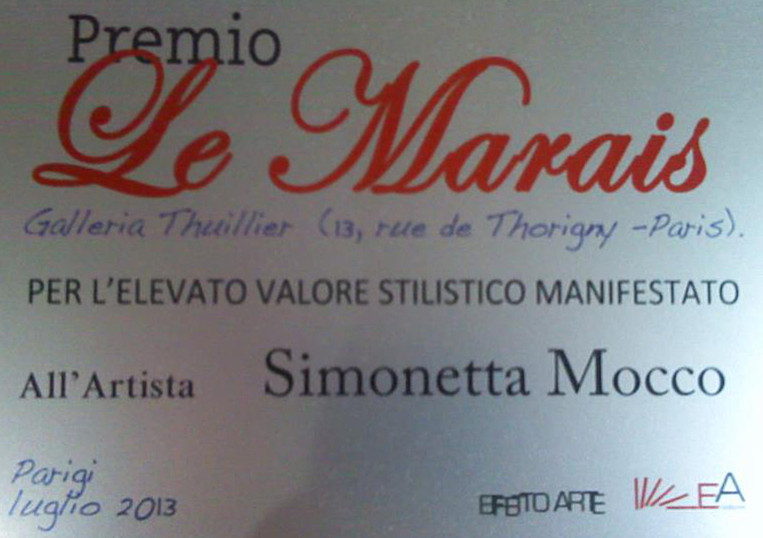 Premio
Le Marais
Galleria Thuillier (13, rue de Thorigny - Paris).
PER L'ELEVATO VALORE STILISTICO MANIFESTATO
All'Artista Simonetta Mocco
Parigi
luglio 2013
EFFETTO ARTE EA